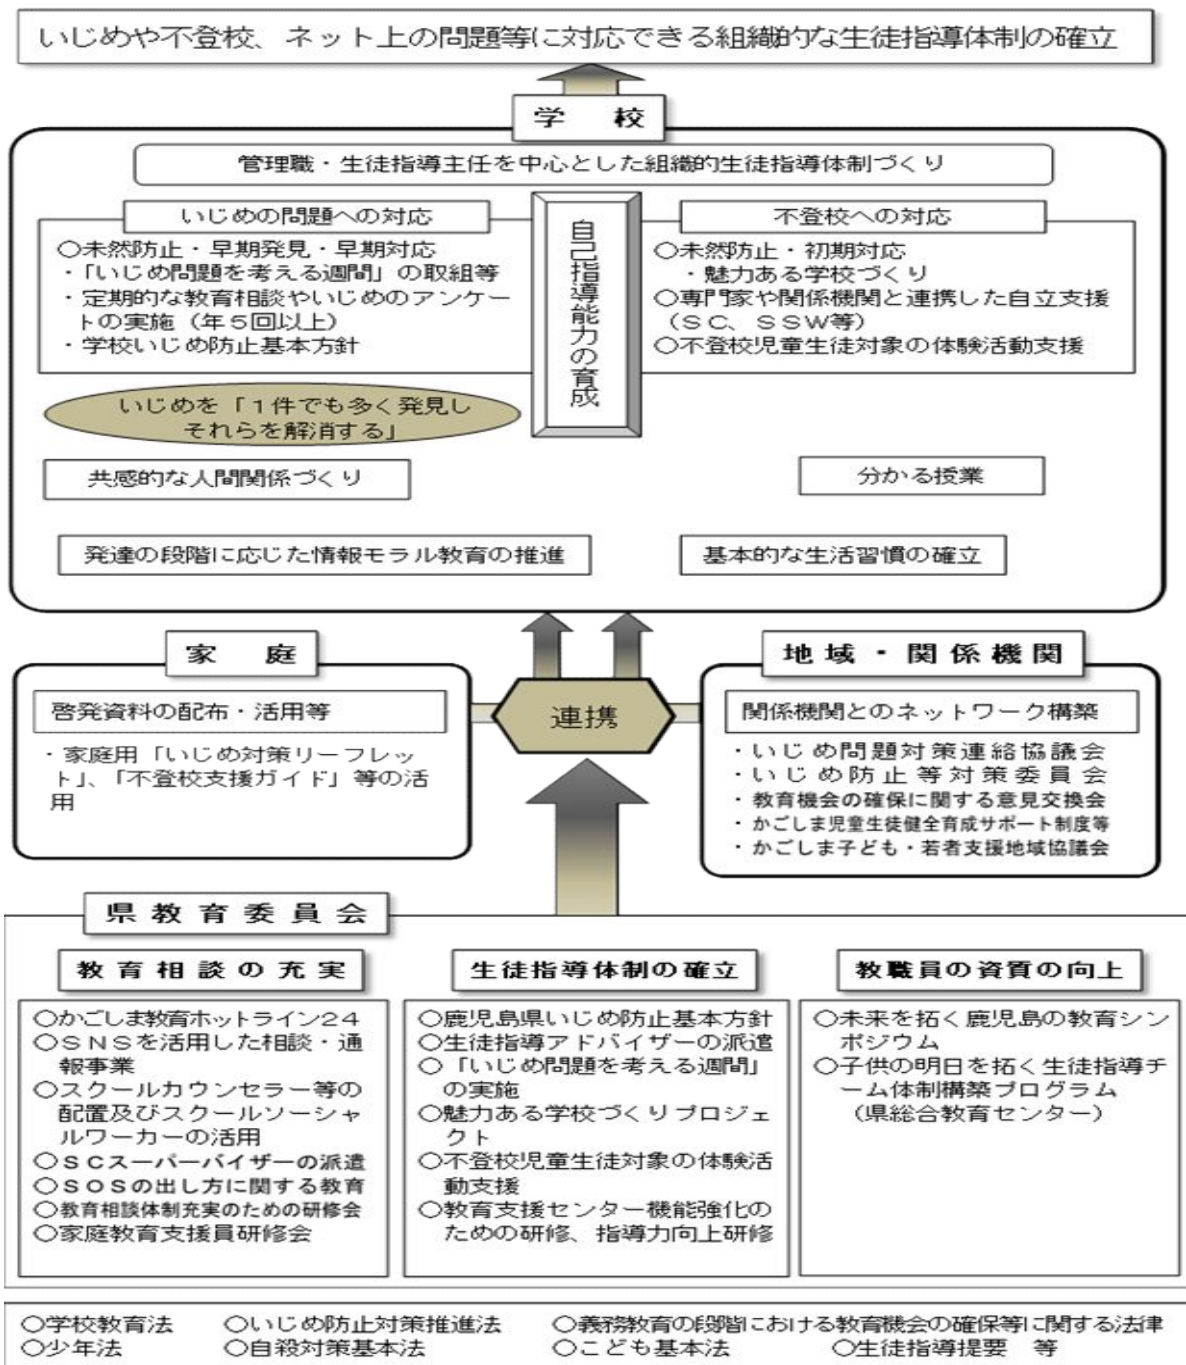 いじめや不登校、ネット上の問題等に対応できる組織的な生徒指導体制の確立
学　校
管理職・生徒指導主任を中心とした組織的生徒指導体制づくり
いじめの問題への対応
○未然防止・早期発見・早期対応
・「いじめ問題を考える週間」の取組等
・定期的な教育相談やいじめのアンケー
トの実施（年５回以上）
・学校いじめ防止基本方針
自己指導能力の育成
不登校への対応
○未然防止・初期対応
・魅力ある学校づくり
○専門家や関係機関と連携した自立支援
（ＳＣ、ＳＳＷ等）
○不登校児童生徒対象の体験活動支援
いじめを「１件でも多く発見し
それらを解消する」
共感的な人間関係づくり
分かる授業
発達の段階に応じた情報モラル教育の推進
基本的な生活習慣の確立
家　庭
啓発資料の配布・活用等
・家庭用「いじめ対策リーフレッ
ト」、「不登校支援ガイド」等の活
用
連携
地域・関係機関
関係機関とのネットワーク構築
・いじめ問題対策連絡協議会
・いじめ防止等対策委員会
・教育機会の確保に関する意見交換会
・かごしま児童生徒健全育成サポート制度等
・かごしま子ども・若者支援地域協議会
県教育委員会
教育相談の充実
○かごしま教育ホットライン２４
○ＳＮＳを活用した相談・通
報事業
○スクールカウンセラー等の
配置及びスクールソーシャ
ルワーカーの活用
○ＳＣスーパーバイザーの派遣
○ＳＯＳの出し方に関する教育
○教育相談体制充実のための研修会
○家庭教育支援員研修会
生徒指導体制の確立
○鹿児島県いじめ防止基本方針
○生徒指導アドバイザーの派遣
○「いじめ問題を考える週間」
の実施
○魅力ある学校づくりプロジェ
クト
○不登校児童生徒対象の体験活
動支援
○教育支援センター機能強化の
ための研修、指導力向上研修
教職員の資質の向上
○未来を拓く鹿児島の教育シン
ポジウム
○子供の明日を拓く生徒指導チ
ーム体制構築プログラム
（県総合教育センター）
○学校教育法　○いじめ防止対策推進法　○義務教育の段階における教育機会の確保等に関する法律
○少年法　○自殺対策基本法　○こども基本法　○生徒指導提要　等